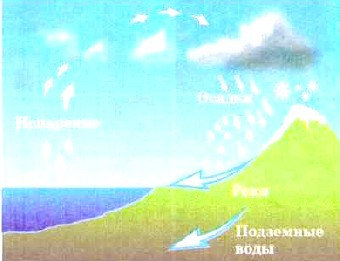 Осадки
Испарение
Реки
Подземные
воды